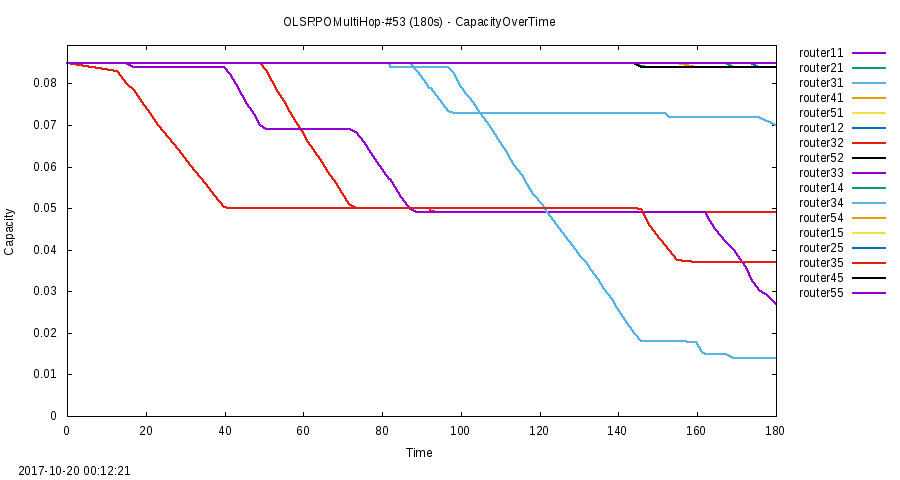 OLSRPOMultiHop-#53 (180s) - CapacityOverTime
router11
router21
router31
router41
router51
router12
router32
router52
router33
router14
router34
router54
router15
router25
router35
router45
router55
0.08
0.07
0.06
0.05
0.04
0.03
0.02
0.01
0
Capacity
0 20 40 60 80 100 120 140 160 180
Time
2017-10-20 00:12:21